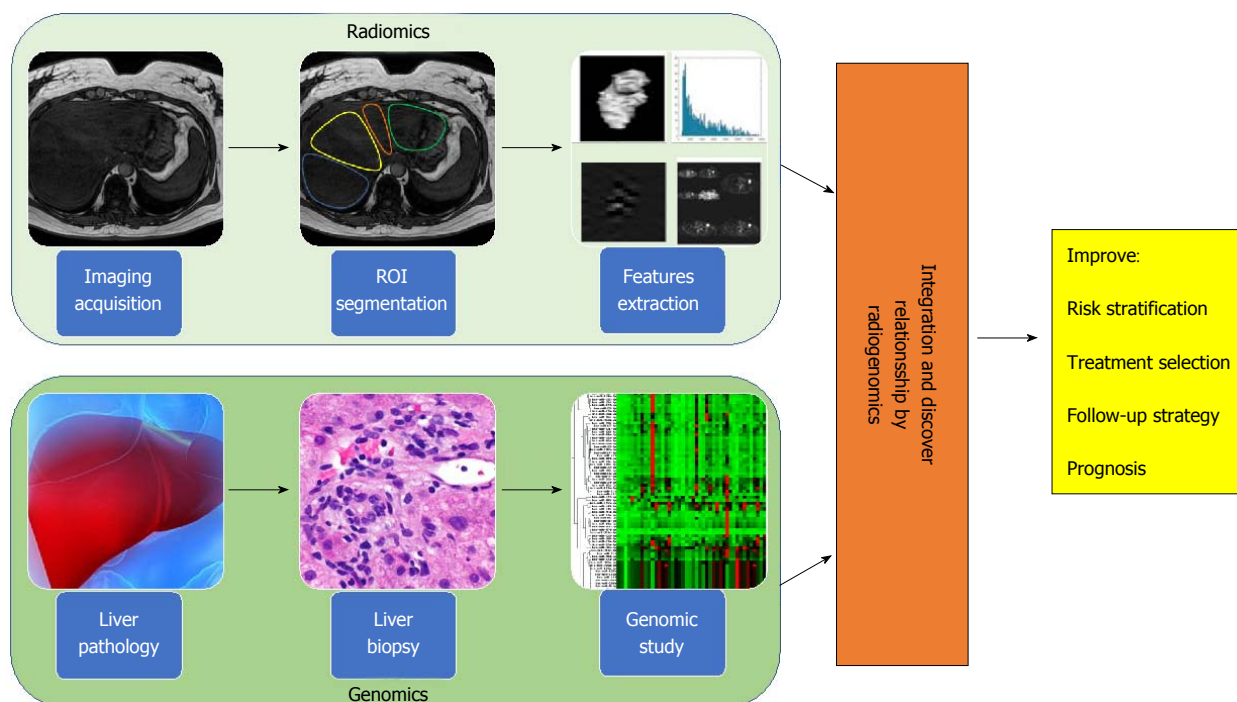 Radiomics
Imaging
acquisition
ROI
segmentation
Features
extraction
Liver
pathology
Liver
biopsy
Genomic
study
Genomics
Integration and discover
relationsship by
radiogenomics
Improve:
Risk stratification
Treatment selection
Follow-up strategy
Prognosis